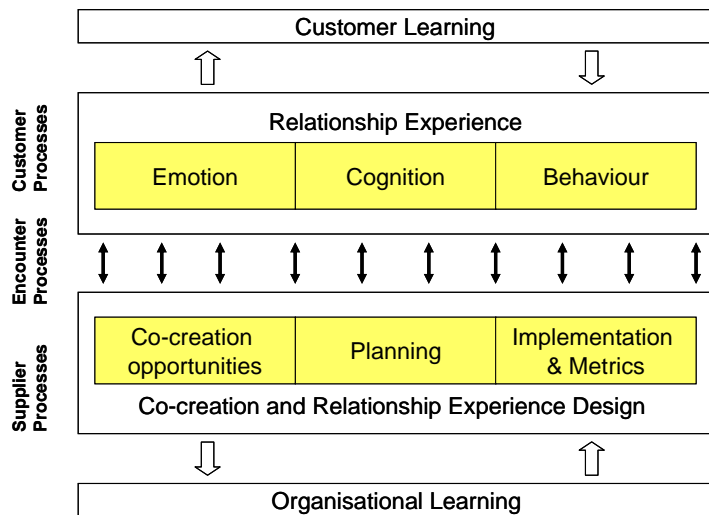 Customer Learning
Customer
Processes
Relationship Experience
Emotion
Cognition
Behaviour
Encounter
Processes
Supplier
Processes
Co-creation
opportunities
Planning
Implementation
& Metrics
Co-creation and Relationship Experience Design
Organisational Learning